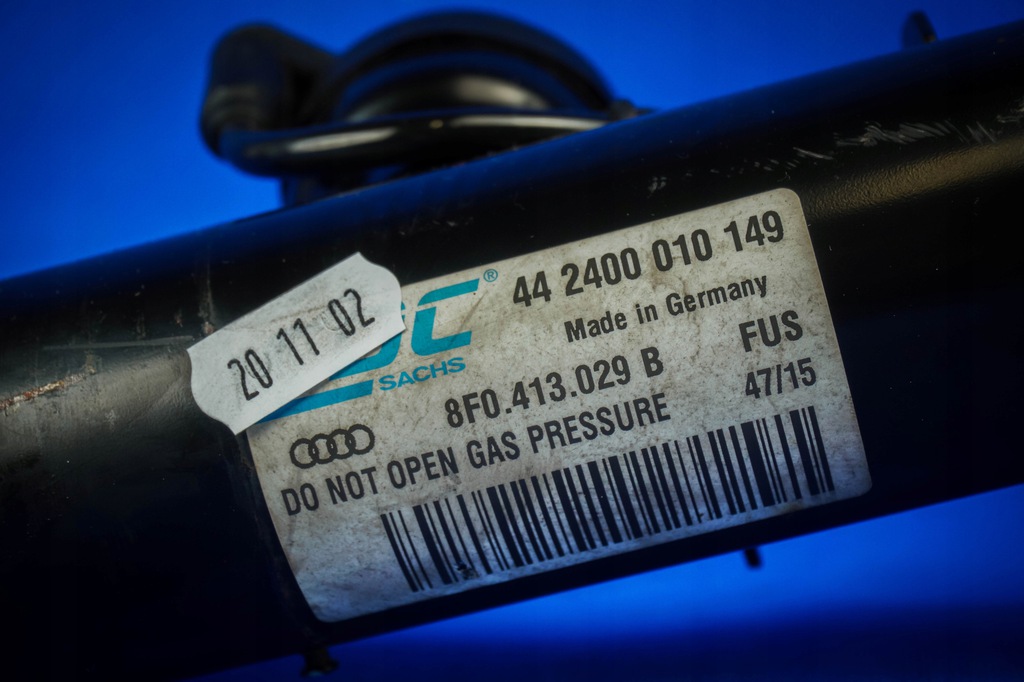 20 11 02
®
44 2400 010 149
Made in Germany
SACHS
FUS
8F0.413.029 B
47/15
DO NOT OPEN GAS PRESSURE